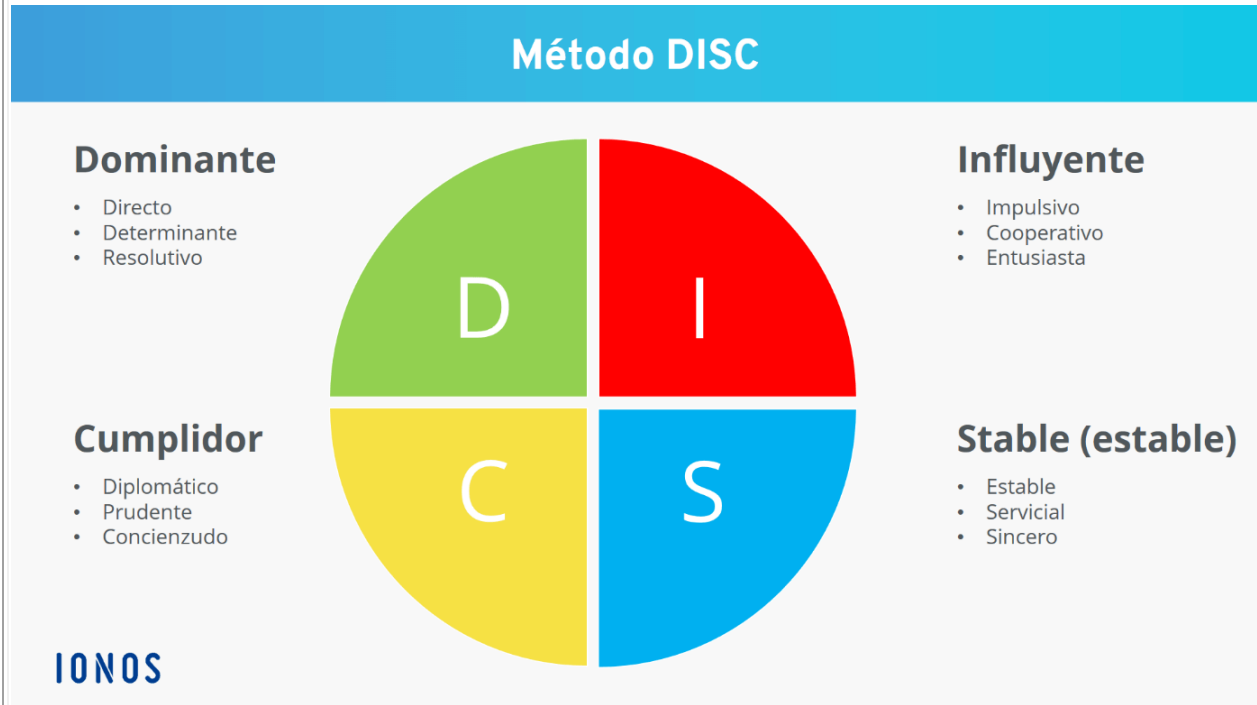 Método DISC
Dominante
• Directo
• Determinante
• Resolutivo
Influyente
• Impulsivo
• Cooperativo
• Entusiasta
D
I
C
S
Cumplidor
• Diplomático
• Prudente
• Concienzudo
Stable (estable)
• Estable
• Servicial
• Sincero
IONOS